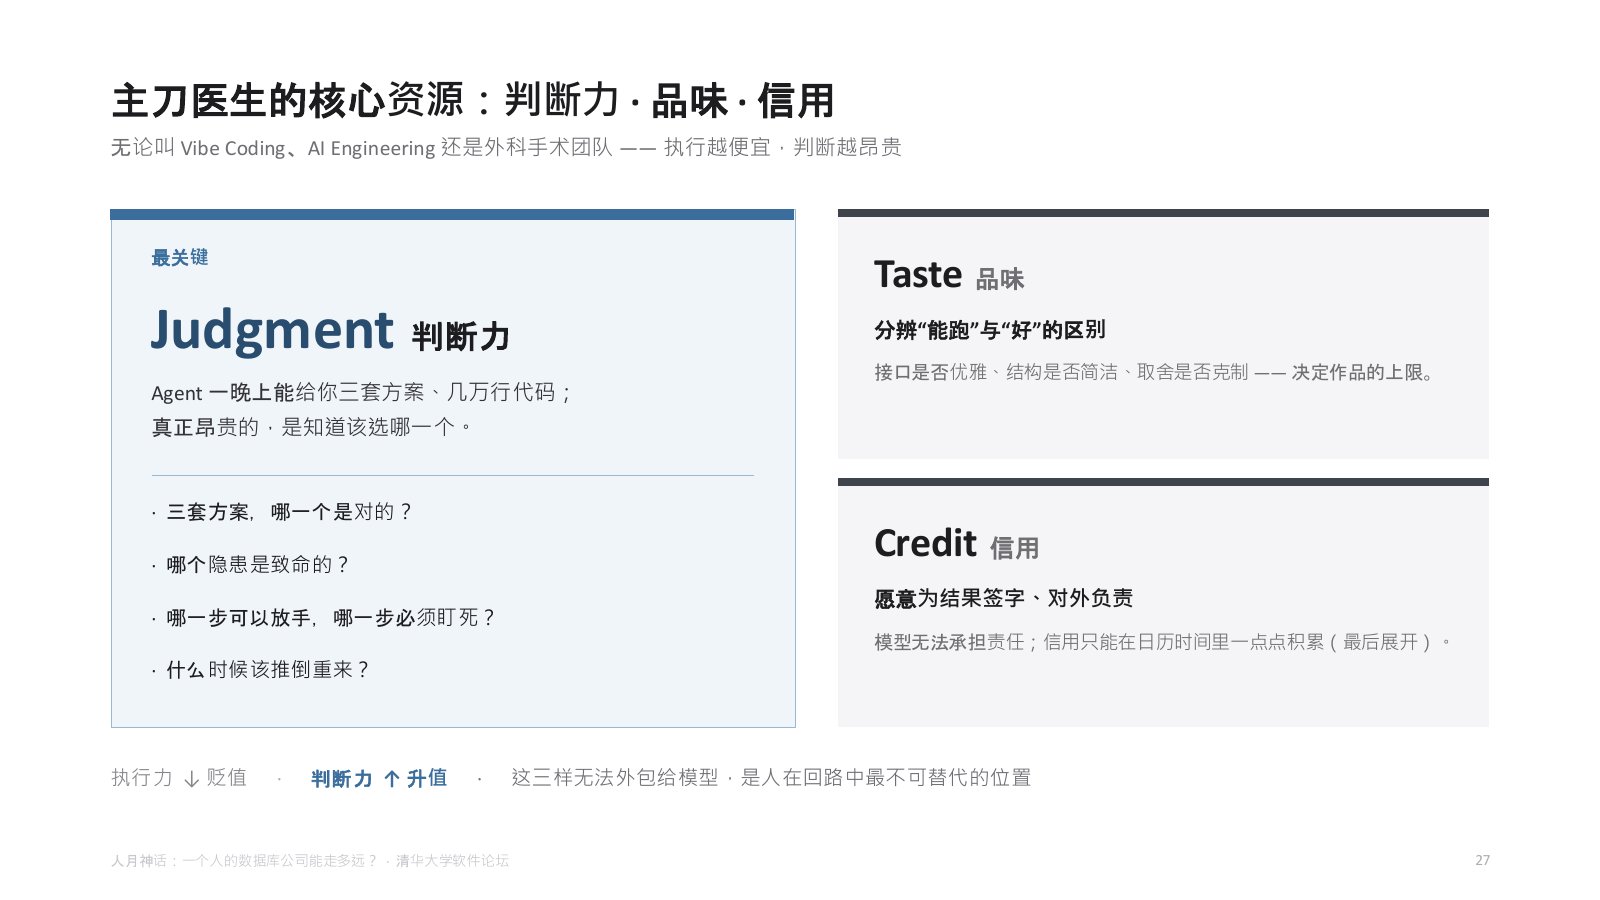 主刀医生的核心资源：判断力 · 品味 · 信用
无论叫 Vibe Coding、AI Engineering 还是外科手术团队 —— 执行越便宜，判断越昂贵
最关键
Judgment 判断力
Agent 一晚上能给你三套方案、几万行代码；
真正昂贵的，是知道该选哪一个。
· 三套方案，哪一个是对的？
· 哪个隐患是致命的？
· 哪一步可以放手，哪一步必须盯死？
· 什么时候该推倒重来？
Taste 品味
分辨“能跑”与“好”的区别
接口是否优雅、结构是否简洁、取舍是否克制 —— 决定作品的上限。
Credit 信用
愿意为结果签字、对外负责
模型无法承担责任；信用只能在日历时间里一点点积累（最后展开）。
执行力 ↓ 贬值 · 判断力 ↑ 升值 · 这三样无法外包给模型，是人在回路中最不可替代的位置
人月神话：一个人的数据库公司能走多远？ · 清华大学软件论坛
27